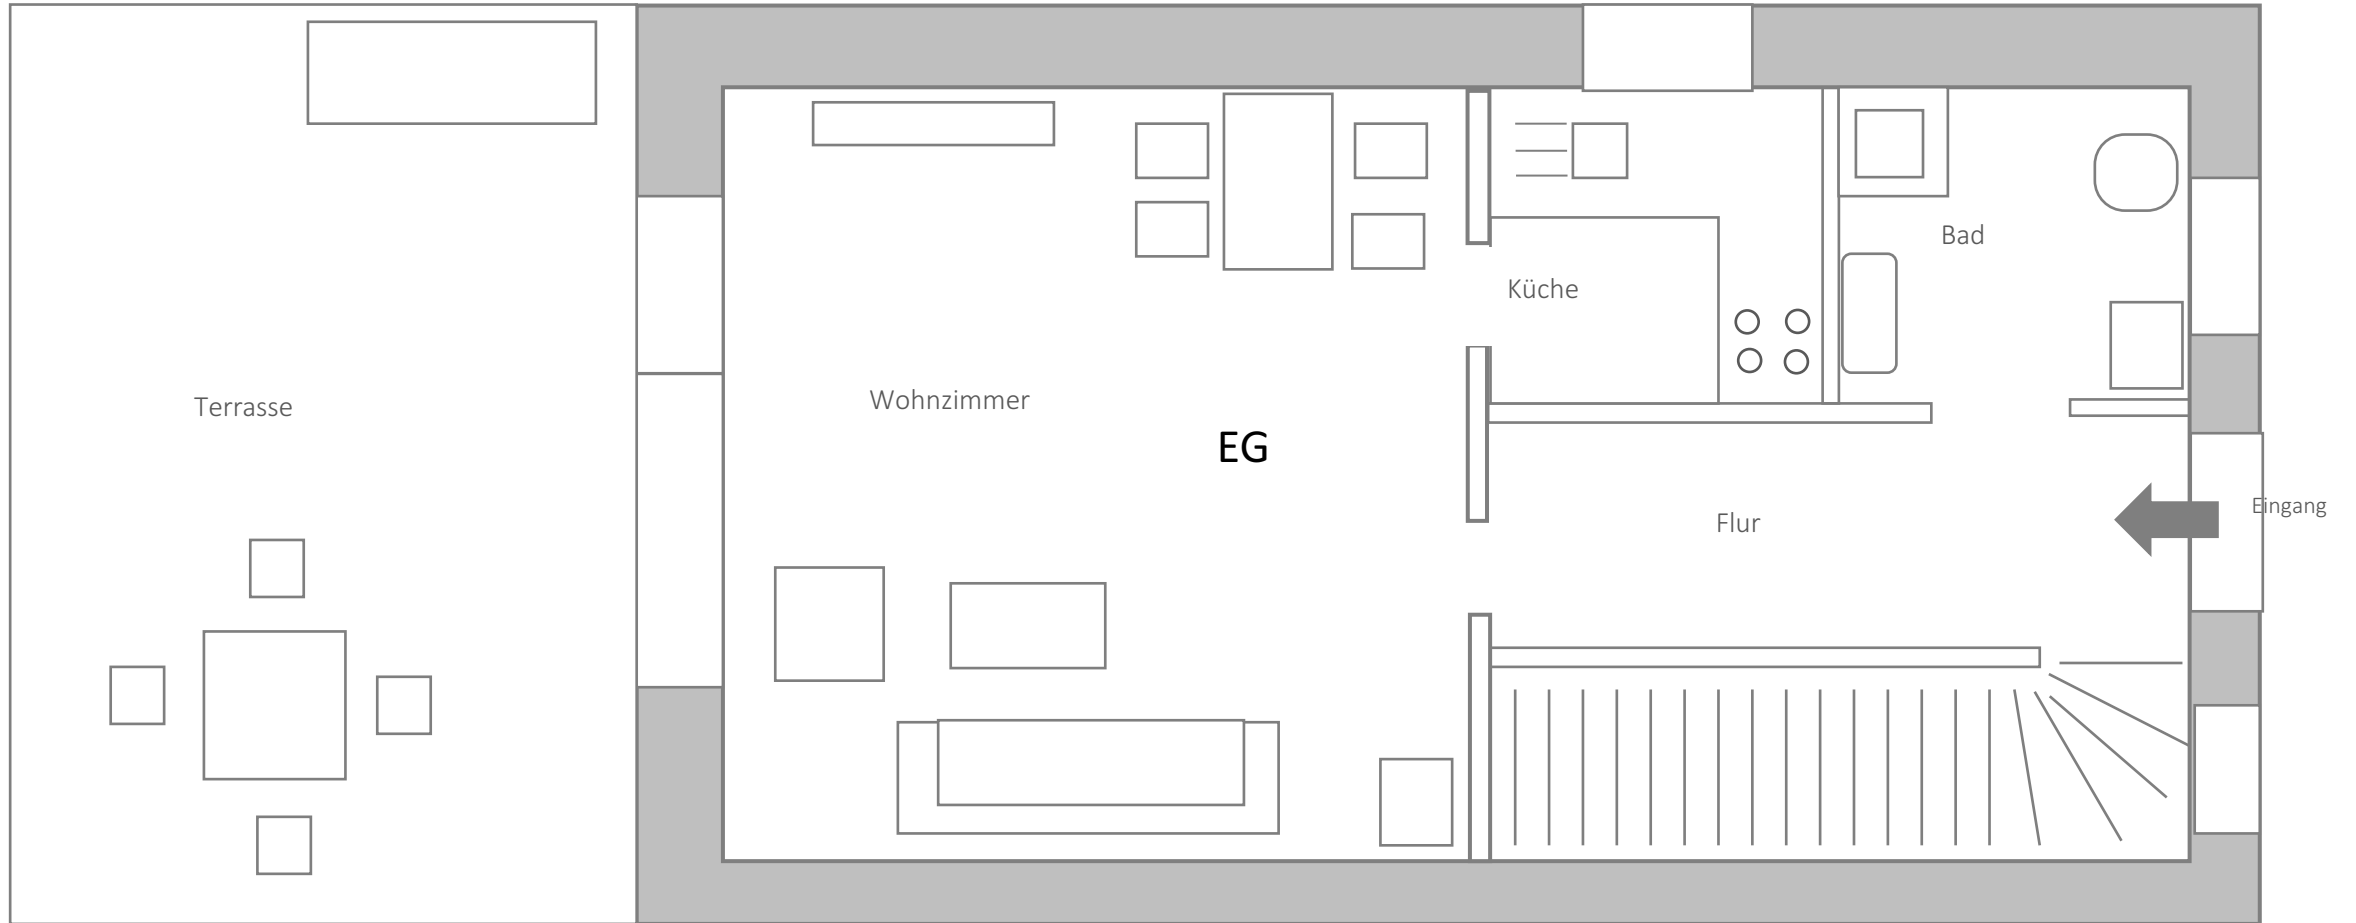 Bad
Küche
Terrasse
Wohnzimmer
EG
Flur
Eingang